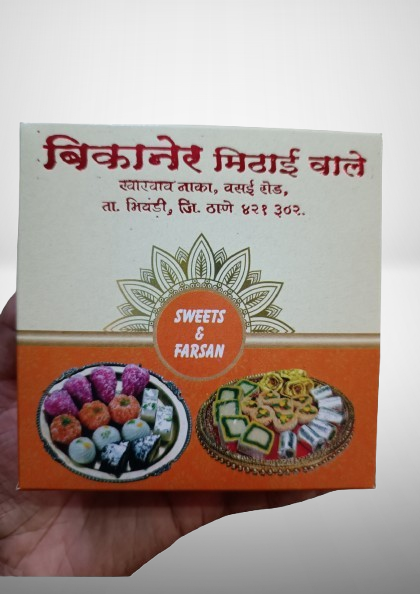 बिकानेर मिठाई वाले
खारबाव नाका, वसई रोड,
ता. भिवंडी, जि. ठाणे ४२१ ३०२.
SWEETS
&
FARSAN